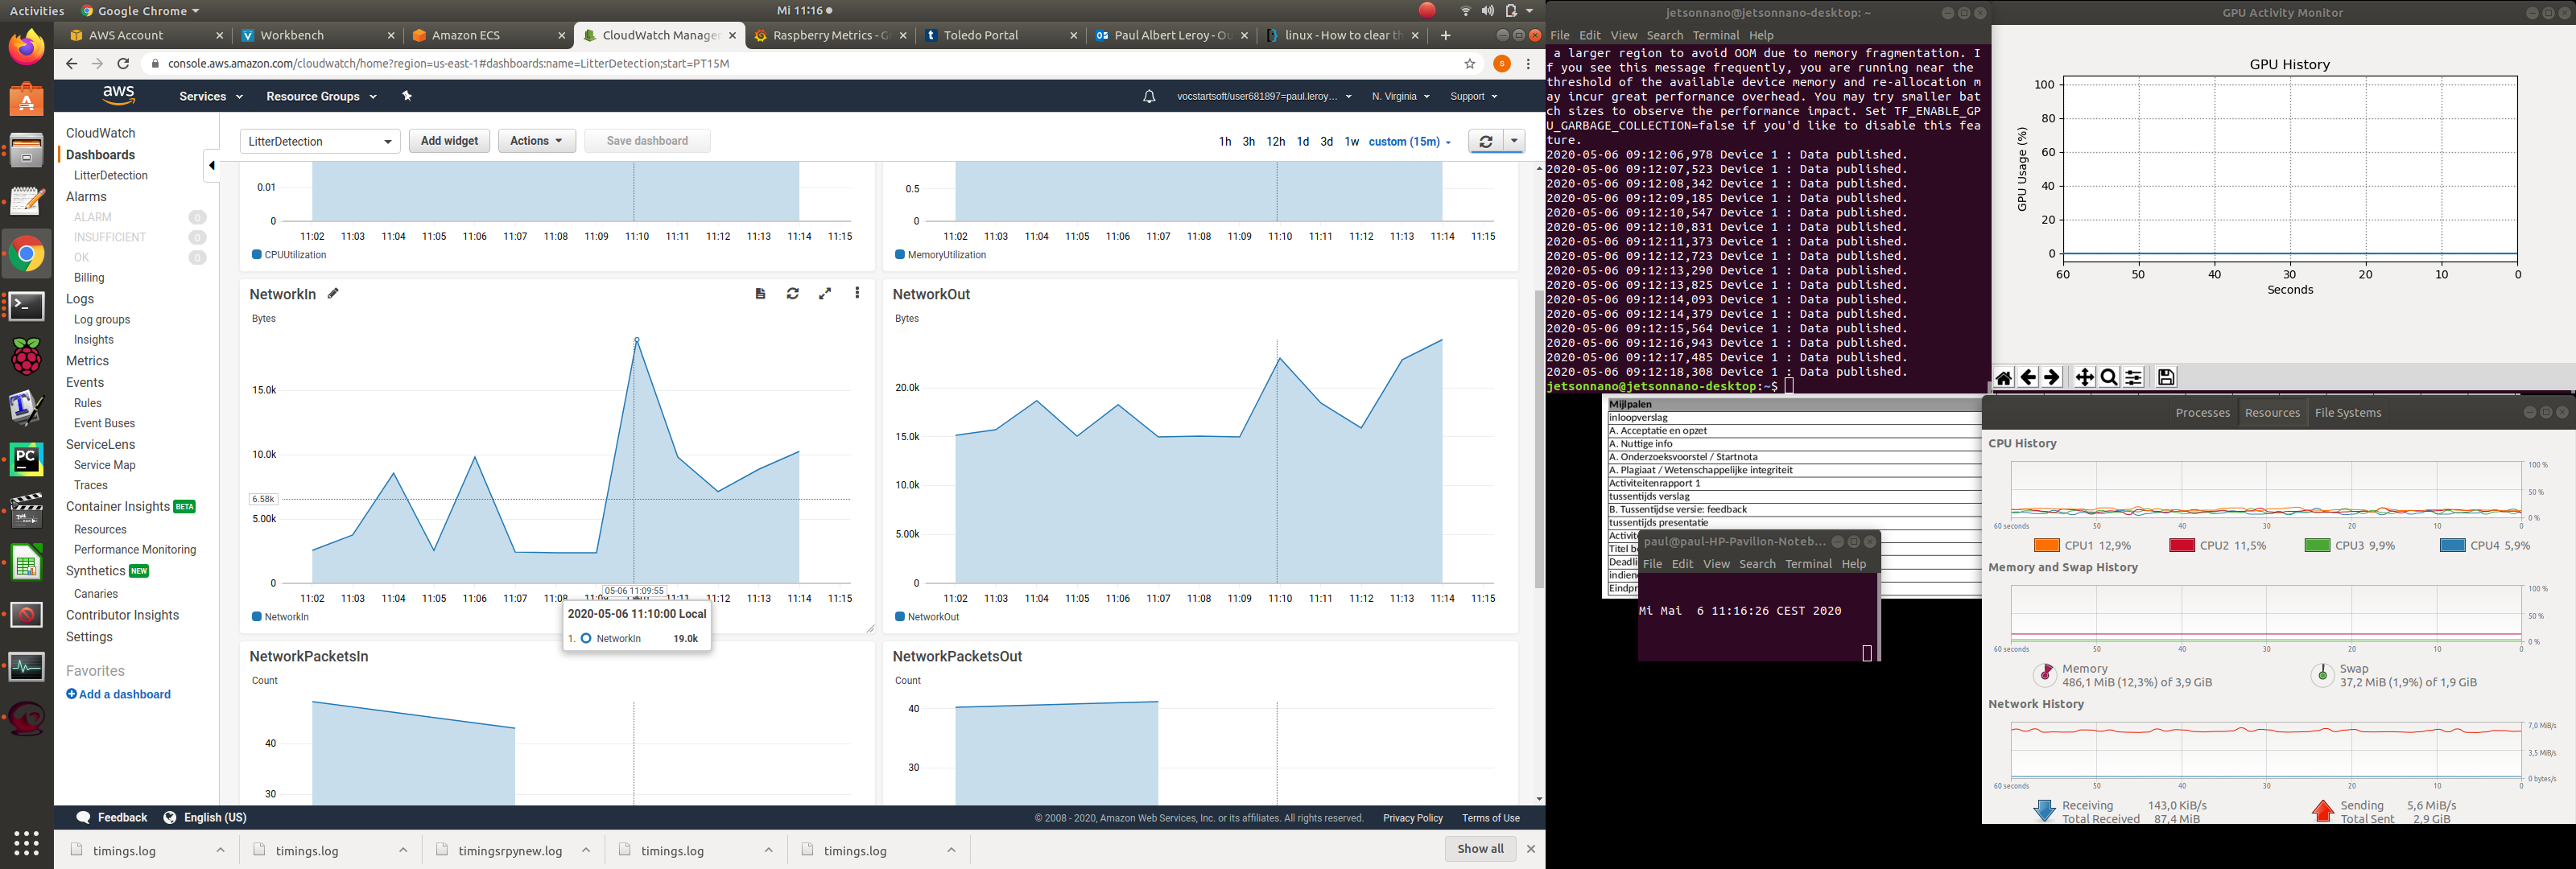 Activities
Google Chrome
Mi 11:16
AWS Account
Workbench
Amazon ECS
CloudWatch Manage
Raspberry Metrics - G
Toledo Portal
Paul Albert Leroy - Ou
linux - How to clear th
console.aws.amazon.com/cloudwatch/home?region=us-east-1#dashboards:name=LitterDetection;start=PT15M
aws
Services
Resource Groups
vocstartsoft/user681897=paul.leroy...
N. Virginia
Support
CloudWatch
Dashboards
LitterDetection
Alarms
ALARM 0
INSUFFICIENT 0
OK 0
Billing
Logs
Log groups
Insights
Metrics
Events
Rules
Event Buses
ServiceLens
Service Map
Traces
Container Insights BETA
Resources
Performance Monitoring
Synthetics NEW
Canaries
Contributor Insights
Settings
Favorites
Add a dashboard
LitterDetection
Add widget
Actions
Save dashboard
1h 3h 12h 1d 3d 1w custom (15m)
0.01
0
11:02 11:03 11:04 11:05 11:06 11:07 11:08 11:09 11:10 11:11 11:12 11:13 11:14 11:15
CPUUtilization
0.5
0
11:02 11:03 11:04 11:05 11:06 11:07 11:08 11:09 11:10 11:11 11:12 11:13 11:14 11:15
MemoryUtilization
NetworkIn
Bytes
15.0k
10.0k
6.58k
5.00k
0
11:02 11:03 11:04 11:05 11:06 11:07 11:08 11:12 11:13 11:14 11:15
05-06 11:09:55
NetworkIn
2020-05-06 11:10:00 Local
1. NetworkIn 19.0k
NetworkOut
Bytes
20.0k
15.0k
10.0k
5.00k
0
11:02 11:03 11:04 11:05 11:06 11:07 11:08 11:09 11:10 11:11 11:12 11:13 11:14 11:15
NetworkOut
NetworkPacketsIn
Count
40
30
NetworkPacketsOut
Count
40
30
Feedback
English (US)
© 2008 - 2020, Amazon Web Services, Inc. or its affiliates. All rights reserved.
Privacy Policy
Terms of Use
timings.log
timings.log
timingsrpynew.log
timings.log
timings.log
Show all
jetsonnano@jetsonnano-desktop: ~
File Edit View Search Terminal Help
a larger region to avoid OOM due to memory fragmentation. I
f you see this message frequently, you are running near the
threshold of the available device memory and re-allocation m
ay incur great performance overhead. You may try smaller bat
ch sizes to observe the performance impact. Set TF_ENABLE_GP
U_GARBAGE_COLLECTION=false if you'd like to disable this fea
ture.
2020-05-06 09:12:06,978 Device 1 : Data published.
2020-05-06 09:12:07,523 Device 1 : Data published.
2020-05-06 09:12:08,342 Device 1 : Data published.
2020-05-06 09:12:09,185 Device 1 : Data published.
2020-05-06 09:12:10,547 Device 1 : Data published.
2020-05-06 09:12:10,831 Device 1 : Data published.
2020-05-06 09:12:11,373 Device 1 : Data published.
2020-05-06 09:12:12,723 Device 1 : Data published.
2020-05-06 09:12:13,290 Device 1 : Data published.
2020-05-06 09:12:13,825 Device 1 : Data published.
2020-05-06 09:12:14,093 Device 1 : Data published.
2020-05-06 09:12:14,379 Device 1 : Data published.
2020-05-06 09:12:15,564 Device 1 : Data published.
2020-05-06 09:12:16,943 Device 1 : Data published.
2020-05-06 09:12:17,485 Device 1 : Data published.
2020-05-06 09:12:18,308 Device 1 : Data published.
jetsonnano@jetsonnano-desktop:~$
Mijlpalen
inloopverslag
A. Acceptatie en opzet
A. Nuttige info
A. Onderzoeksvoorstel / Startnota
A. Plagiaat / Wetenschappelijke integriteit
Activiteitenrapport 1
tussentijds verslag
B. Tussentijdse versie: feedback
tussentijds presentatie
Activit
Titel b
Deadli
indien
Eindpr
paul@paul-HP-Pavilion-Noteb...
File Edit View Search Terminal Help
Mi Mai 6 11:16:26 CEST 2020
GPU Activity Monitor
GPU History
GPU Usage (%)
100
80
60
40
20
0
60 50 40 30 20 10 0
Seconds
Processes Resources File Systems
CPU History
100 %
50 %
0 %
60 seconds 50 40 30 20 10 0
CPU1 12,9%
CPU2 11,5%
CPU3 9,9%
CPU4 5,9%
Memory and Swap History
100 %
50 %
0 %
60 seconds 50 40 30 20 10 0
Memory
486,1 MiB (12,3%) of 3,9 GiB
Swap
37,2 MiB (1,9%) of 1,9 GiB
Network History
7,0 MiB/s
3,5 MiB/s
0 bytes/s
60 seconds 50 40 30 20 10 0
Receiving 143,0 KiB/s
Total Received 87,4 MiB
Sending 5,6 MiB/s
Total Sent 2,9 GiB